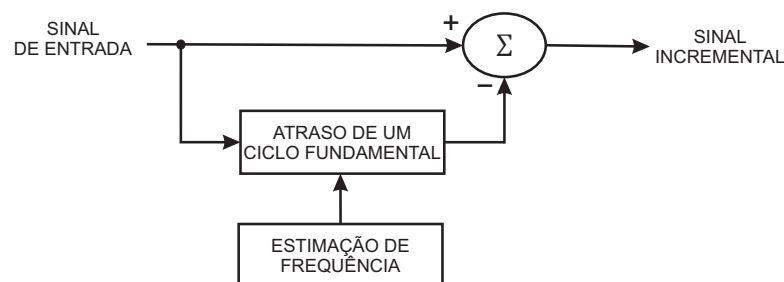 SINAL
DE ENTRADA
+
Σ
−
SINAL
INCREMENTAL
ATRASO DE UM
CICLO FUNDAMENTAL
ESTIMAÇÃO DE
FREQUÊNCIA